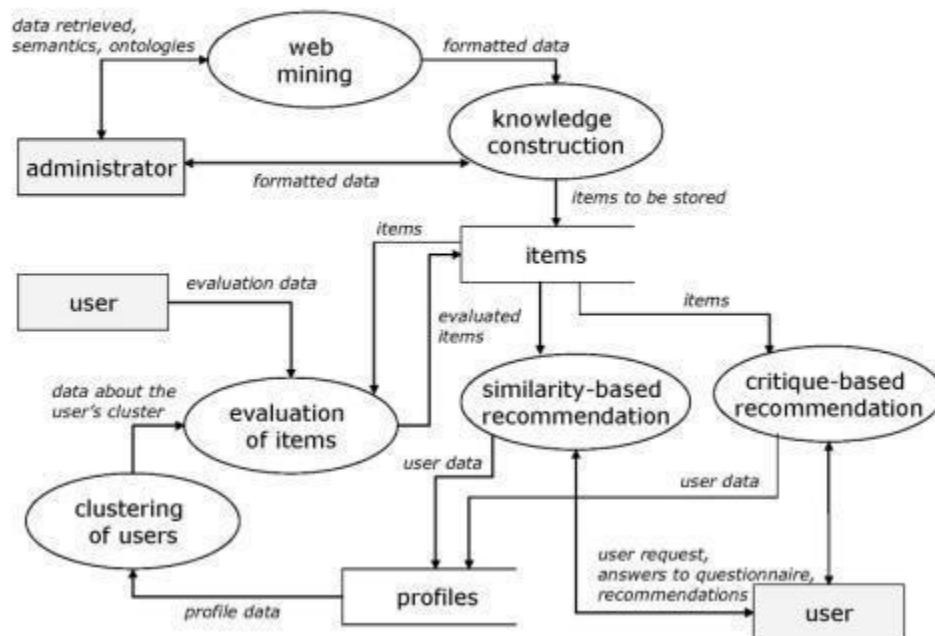 data retrieved,
semantics, ontologies
web
mining
formatted data
knowledge
construction
administrator
formatted data
items to be stored
items
items
user
evaluation data
evaluated
items
items
data about the
user's cluster
evaluation
of items
similarity-based
recommendation
critique-based
recommendation
user data
user data
clustering
of users
user request,
answers to questionnaire,
recommendations
profile data
profiles
user